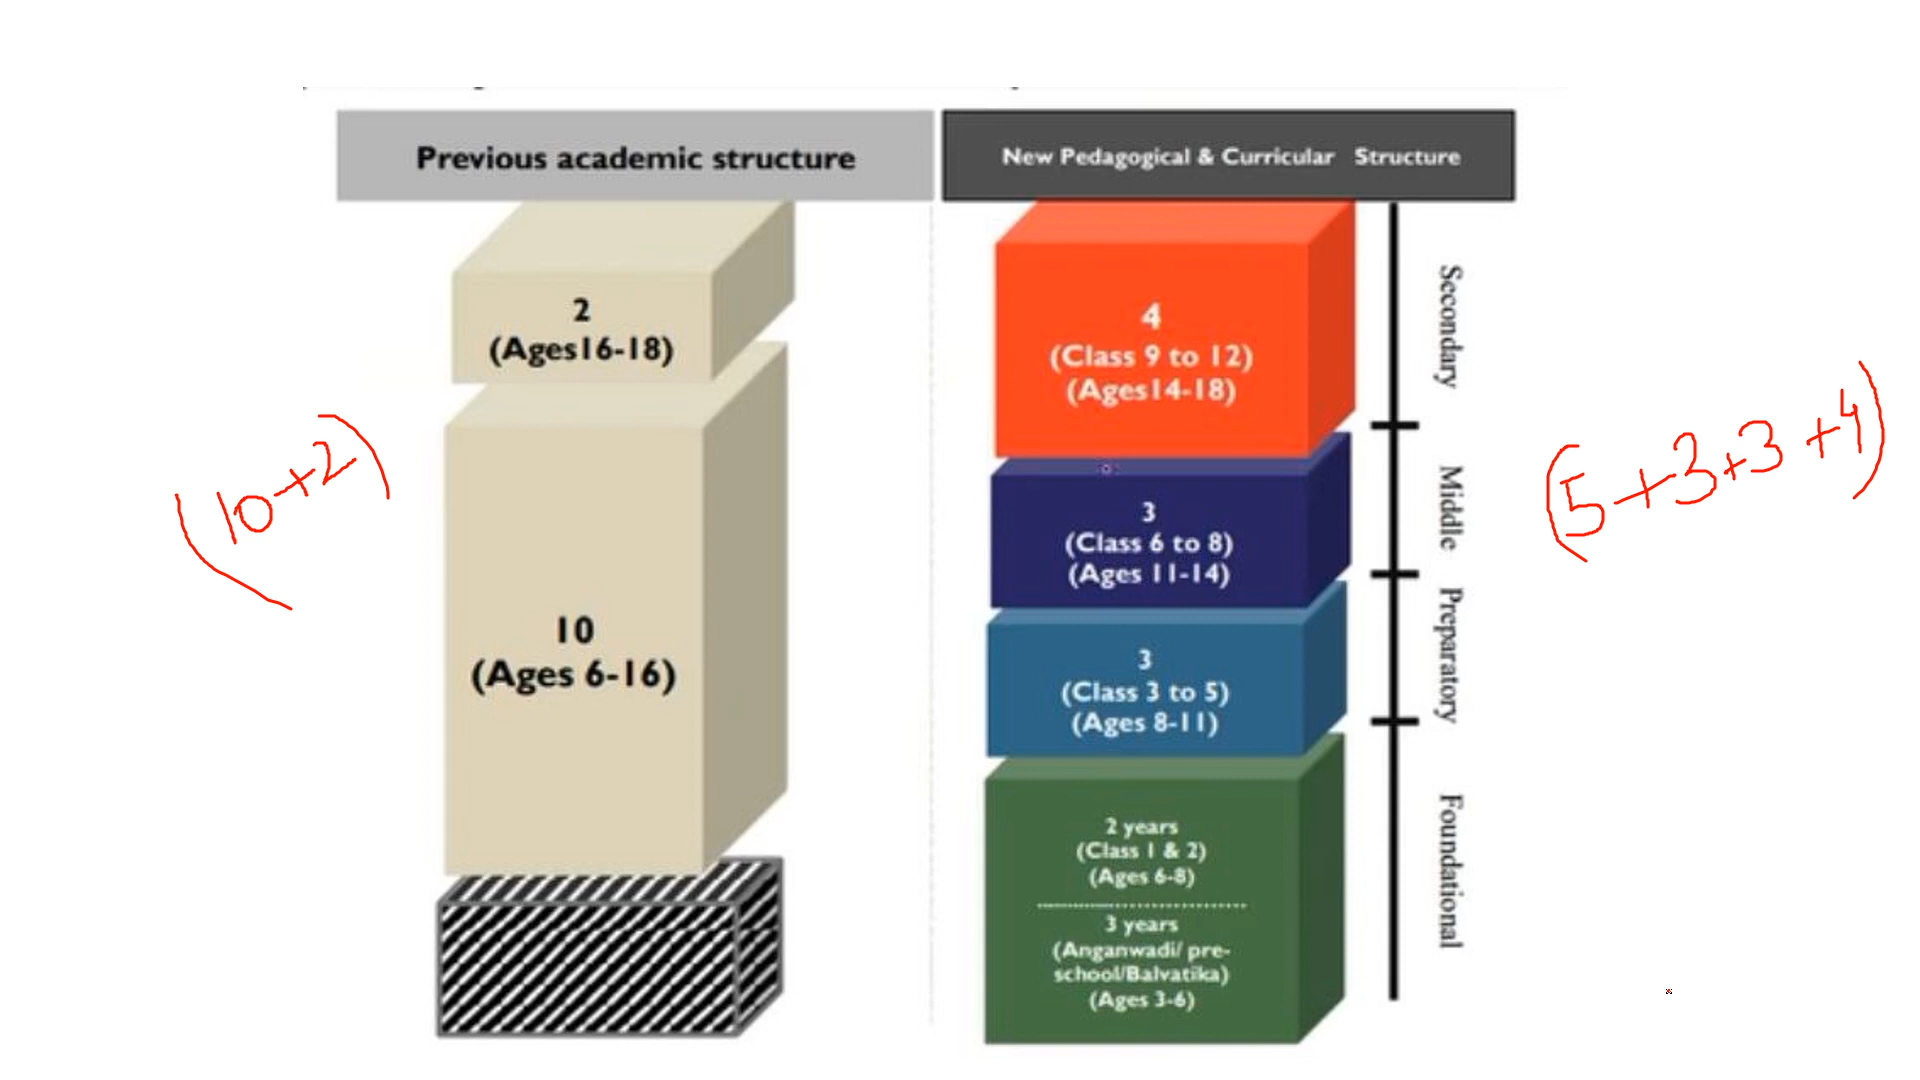 Previous academic structure
2
(Ages16-18)
10
(Ages 6-16)
(10+2)
New Pedagogical & Curricular Structure
4
(Class 9 to 12)
(Ages14-18)
3
(Class 6 to 8)
(Ages 11-14)
3
(Class 3 to 5)
(Ages 8-11)
2 years
(Class 1 & 2)
(Ages 6-8)
3 years
(Anganwadi/ pre-
school/Balvatika)
(Ages 3-6)
Secondary
Middle
Preparatory
Foundational
(5+3+3+4)